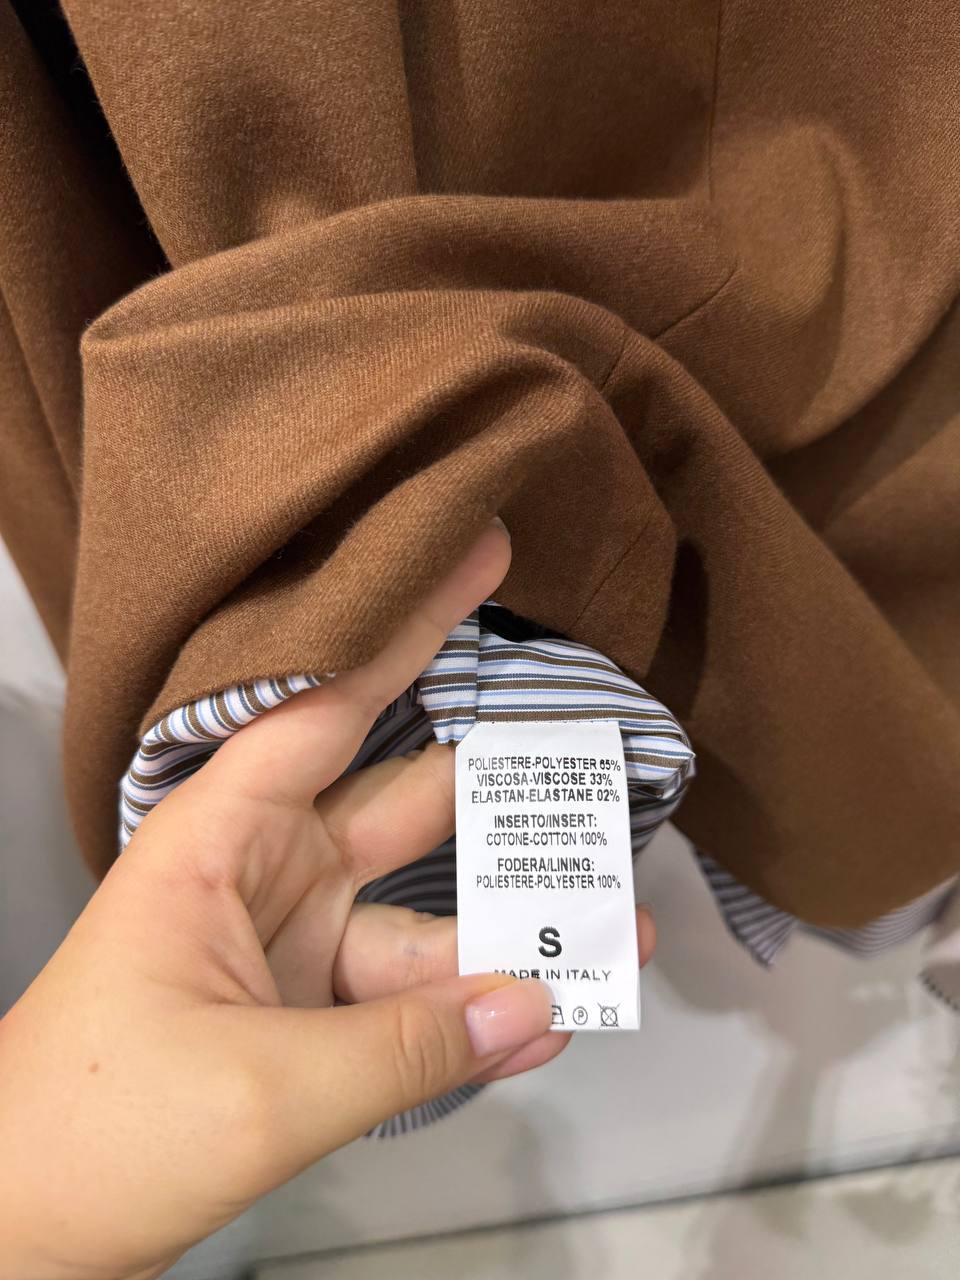 POLIESTERE-POLYESTER 65%
VISCOSA-VISCOSE 33%
ELASTAN-ELASTANE 02%
INSERTO/INSERT:
COTONE-COTTON 100%
FODERA/LINING:
POLIESTERE-POLYESTER 100%
S
MADE IN ITALY
P